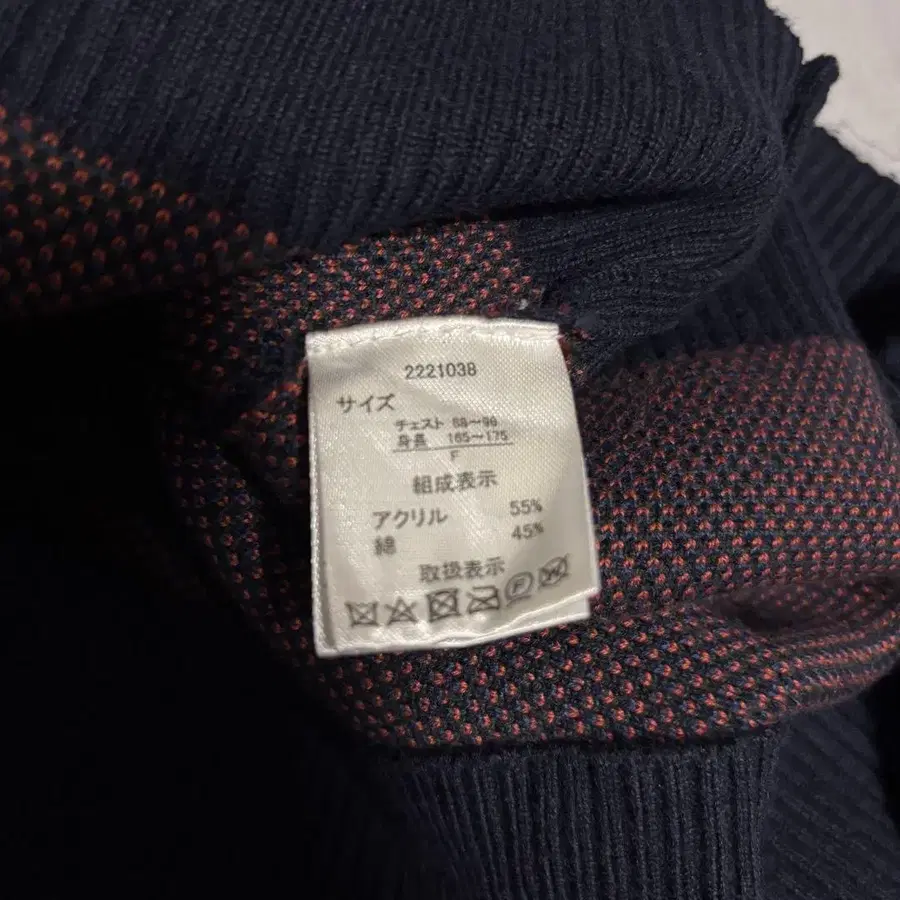 2221038
サイズ
チェスト 88～98
身長 165～175
F
組成表示
アクリル 55%
綿 45%
取扱表示
F W